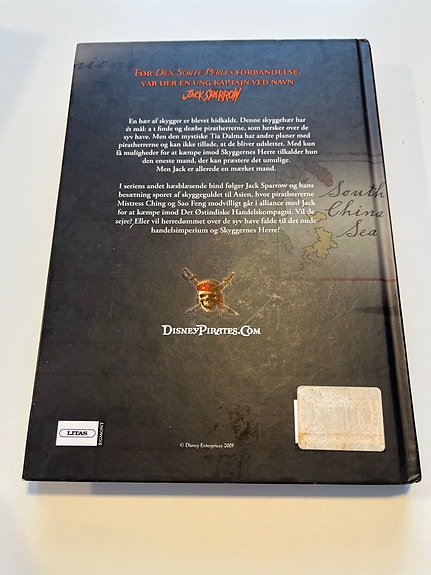 FØR DEN SORTE PERLES FORBANDELSE,
VAR DER EN UNG KAPTAJN VED NAVN
JACK SPARROW
En hær af skygger er blevet hidkaldt. Denne skyggehær har
ét mål: at finde og dræbe piratherrerne, som hersker over de
syv have. Men den mystiske Tia Dalma har andre planer med
piratherrerne og kan ikke tillade, at de bliver udslettet. Med kun
få muligheder for at kæmpe imod Skyggernes Herre tilkalder hun
den eneste mand, der kan præstere det umulige.
Men Jack er allerede en mærket mand.
I seriens andet hæsblæsende bind følger Jack Sparrow og hans
besætning sporet af skyggeguldet til Asien, hvor piratherrerne
Mistress Ching og Sao Feng modvilligt går i alliance med Jack
for at kæmpe imod Det Østindiske Handelskompagni. Vil de
sejre? Eller vil herredømmet over de syv have falde til det onde
handelsimperium og Skyggernes Herre?
South
China
Sea
DISNEYPIRATES.COM
LITAS
EGMONT
© Disney Enterprises 2009